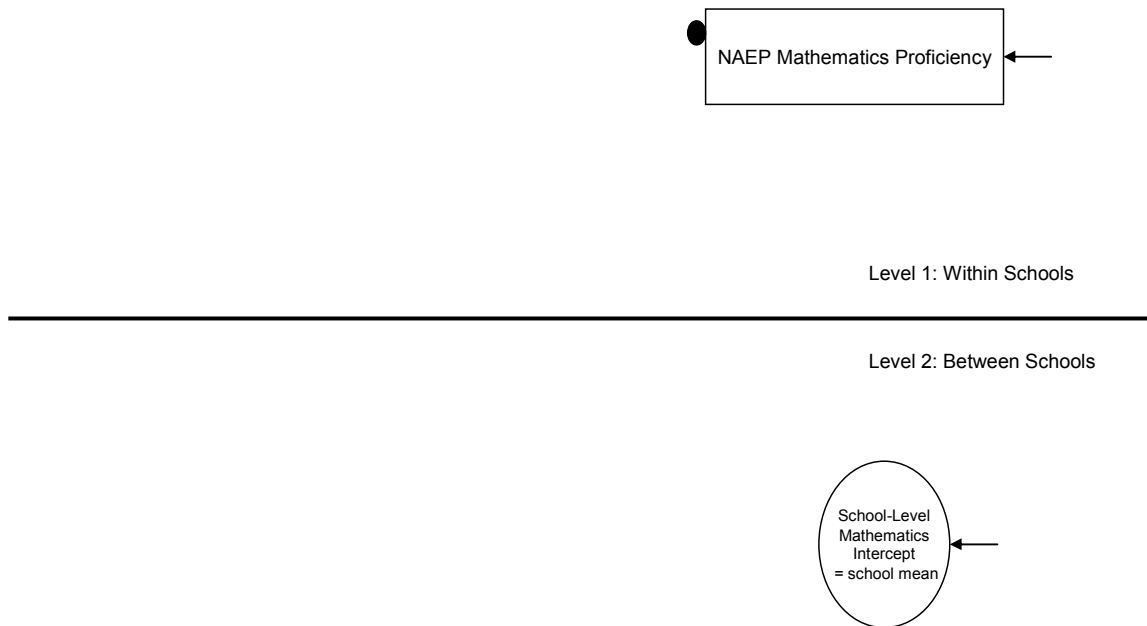 NAEP Mathematics Proficiency
Level 1: Within Schools
Level 2: Between Schools
School-Level
Mathematics
Intercept
= school mean